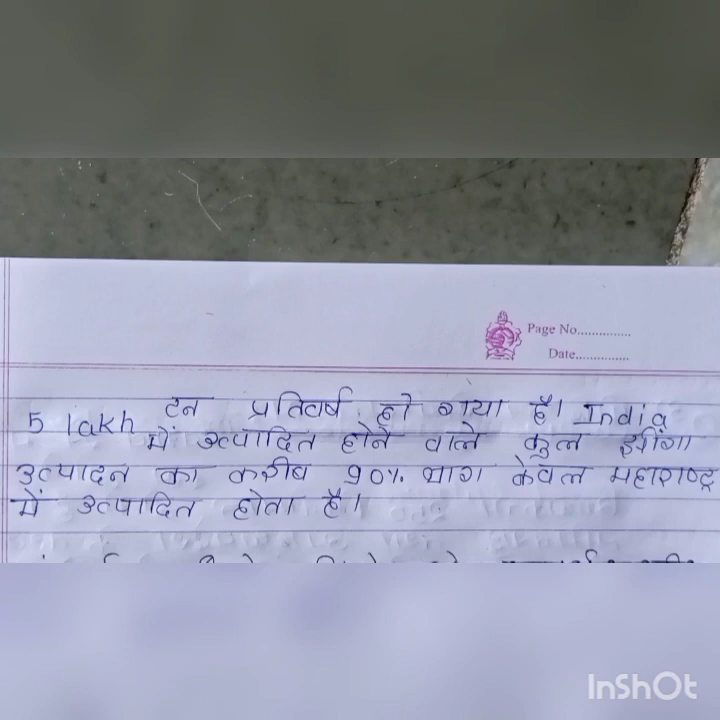 Page No...............
Date...............
5 lakh टन प्रतिवर्ष हो गया है। India
में उत्पादित होने वाले कुल झींगा
उत्पादन का करीब 90% भाग केवल महाराष्ट्र
में उत्पादित होता है।
InShOt